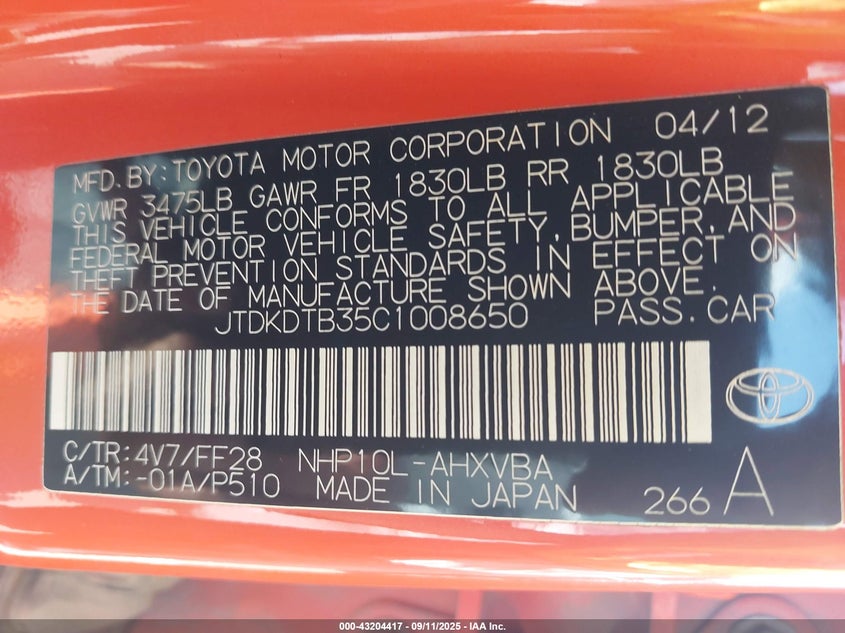 MFD.BY:TOYOTA MOTOR CORPORATION 04/12
GVWR 3475LB GAWR FR 1830LB RR 1830LB
THIS VEHICLE CONFORMS TO ALL APPLICABLE
FEDERAL MOTOR VEHICLE SAFETY,BUMPER,AND
THEFT PREVENTION STANDARDS IN EFFECT ON
THE DATE OF MANUFACTURE SHOWN ABOVE.
JTDKDTB35C1008650 PASS.CAR
C/TR:4V7/FF28 NHP10L-AHXVBA
A/TM:-01A/P510 MADE IN JAPAN 266 A
000-43204417 - 09/11/2025 - IAA Inc.